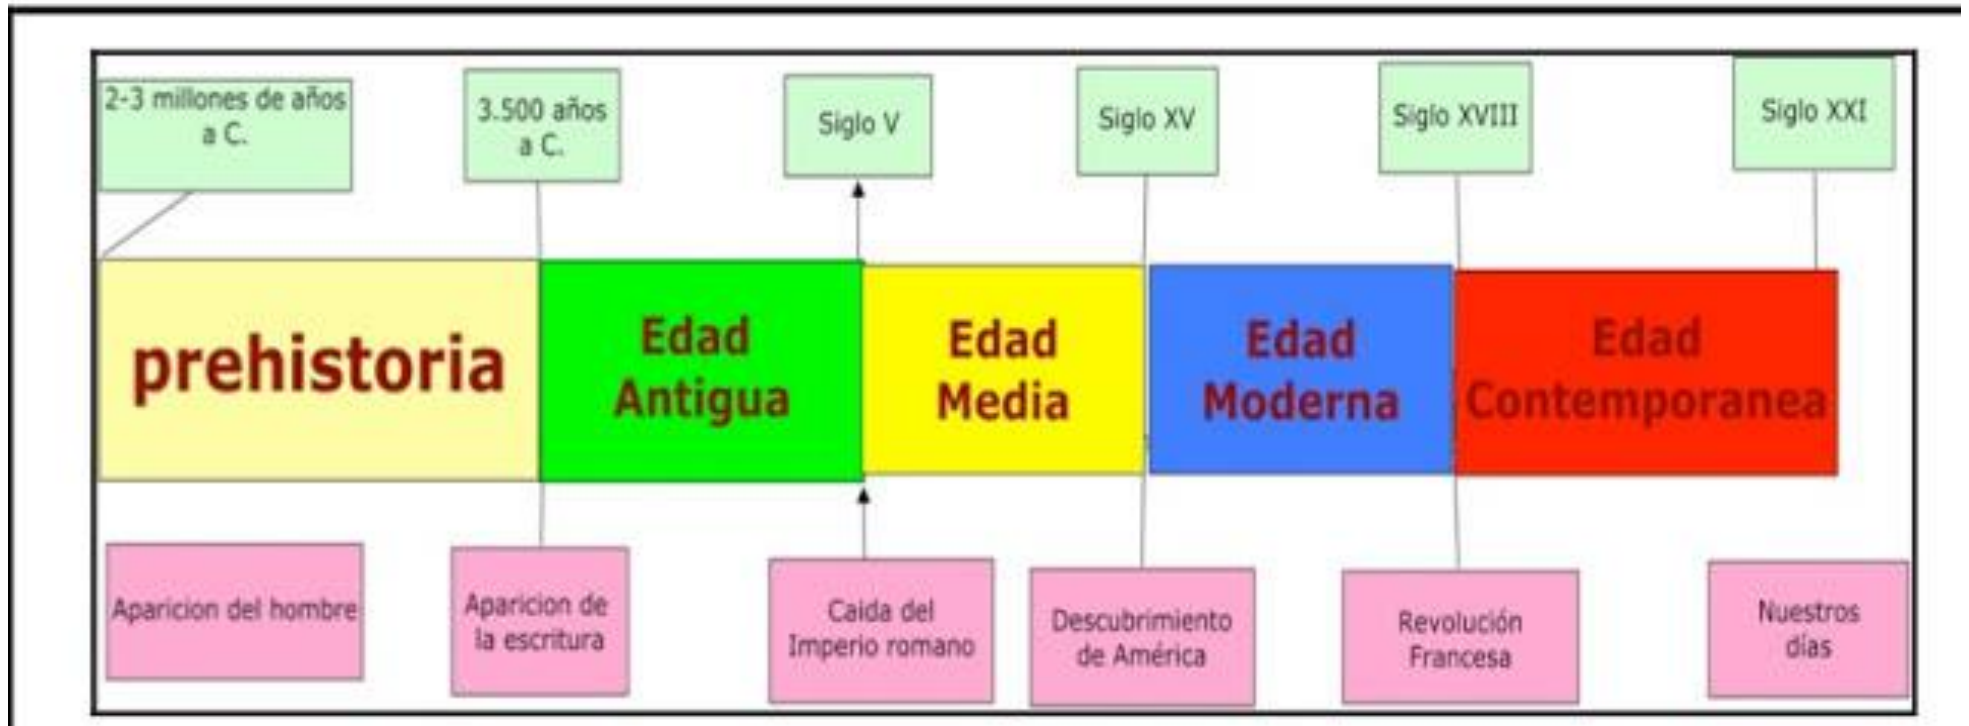 2-3 millones de años
a C.
3.500 años
a C.
Siglo V
Siglo XV
Siglo XVIII
Siglo XXI
prehistoria
Edad
Antigua
Edad
Media
Edad
Moderna
Edad
Contemporanea
Aparicion del hombre
Aparicion de
la escritura
Caida del
Imperio romano
Descubrimiento
de América
Revolución
Francesa
Nuestros
días